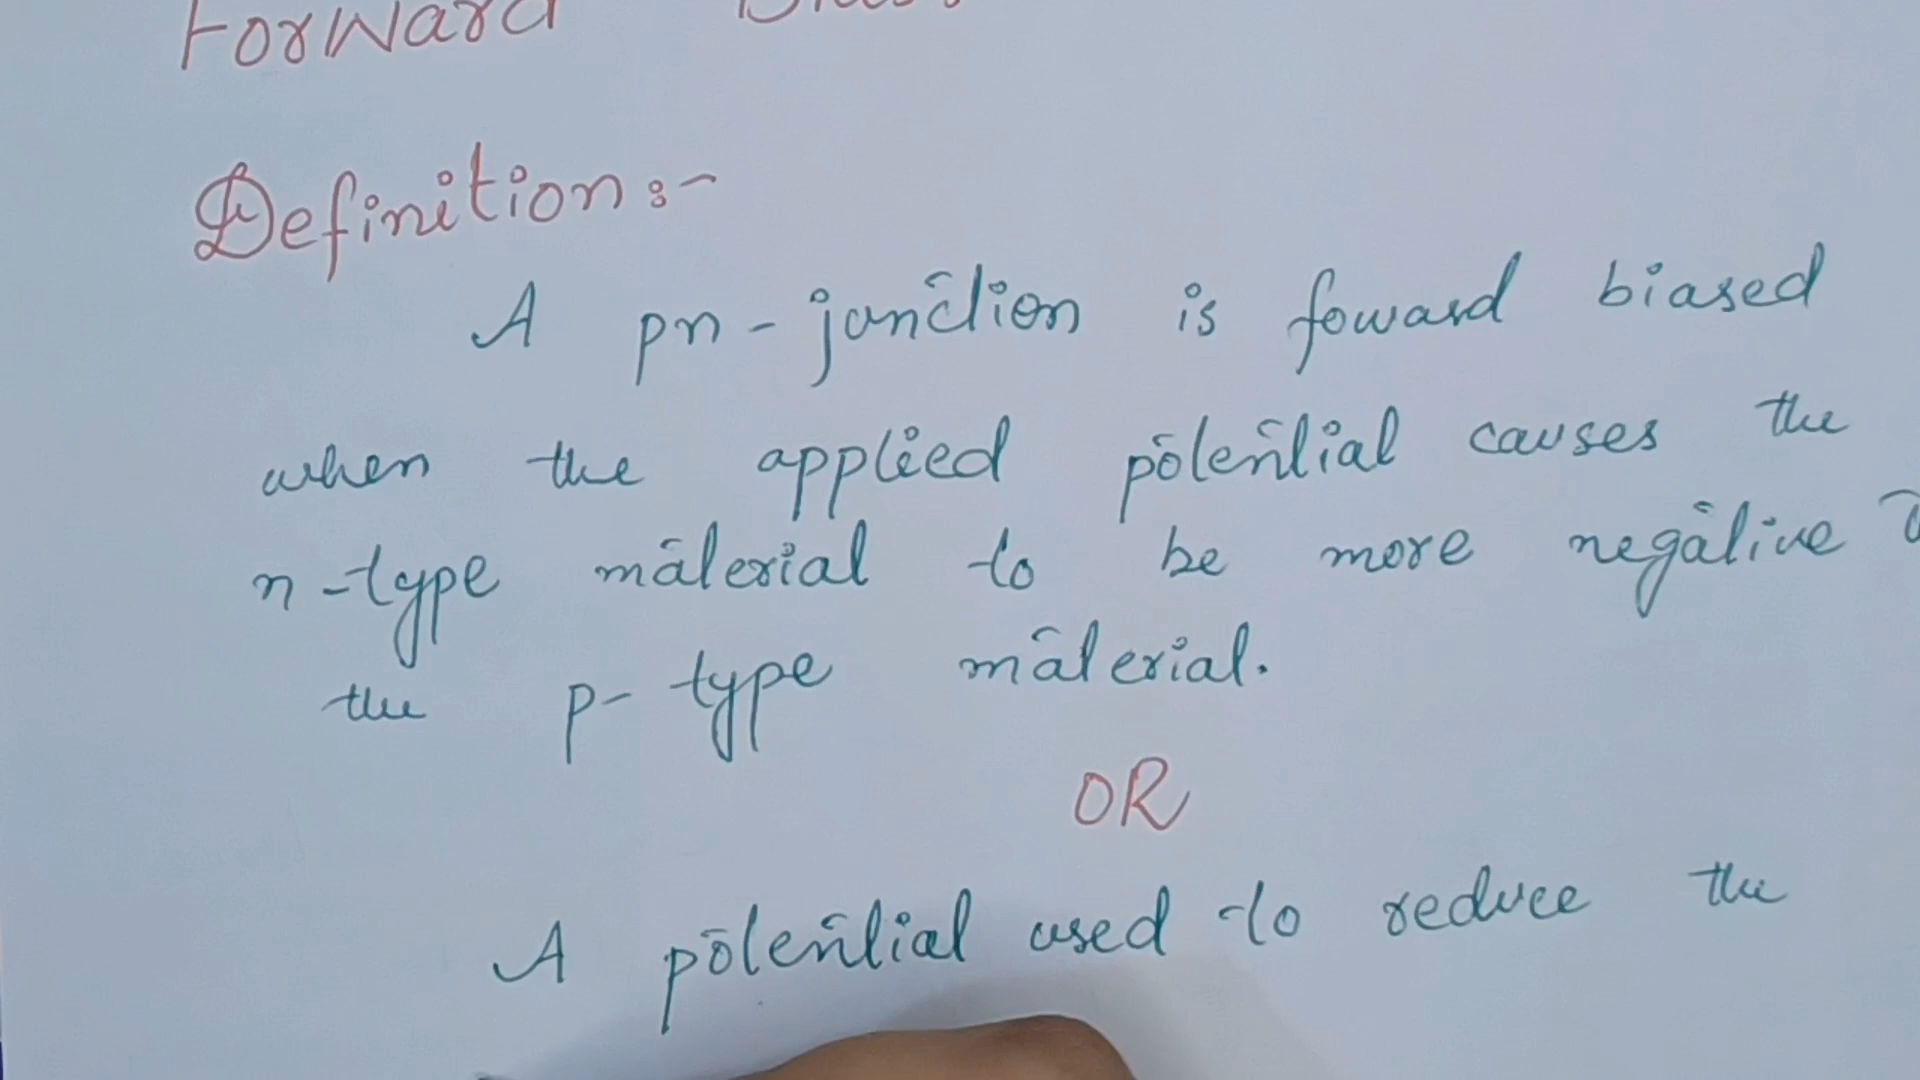 Forward Bias
Definition:-
A pn-junction is foward biased
when the applied potential causes the
n-type material to be more negative
the p-type material.
OR
A potential used to reduce the